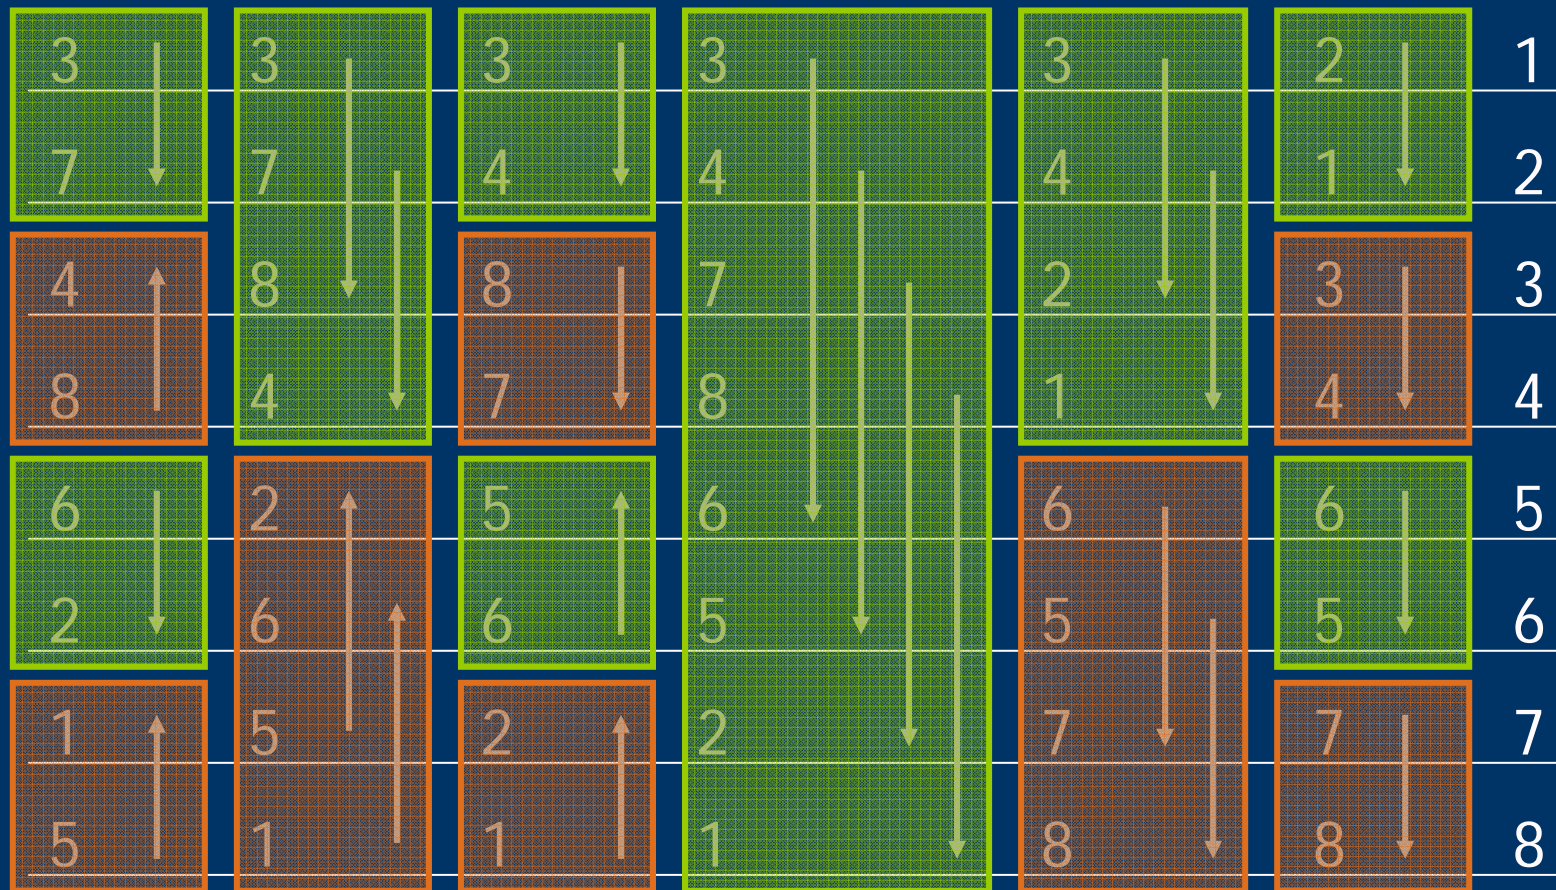 3 3 3 3 3 2 1
7 7 4 4 4 1 2
4 8 8 7 2 3 3
8 4 7 8 1 4 4
6 2 5 6 6 6 5
2 6 6 5 5 5 6
1 5 2 2 7 7 7
5 1 1 1 8 8 8